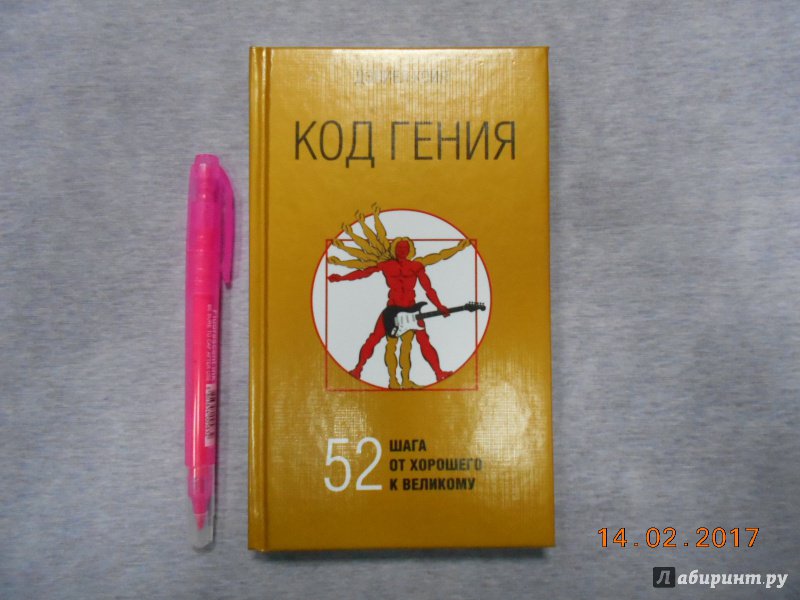 КОД ГЕНИЯ
52
ШАГА
ОТ ХОРОШЕГО
К ВЕЛИКОМУ
14.02.2017
Лабиринт.ру